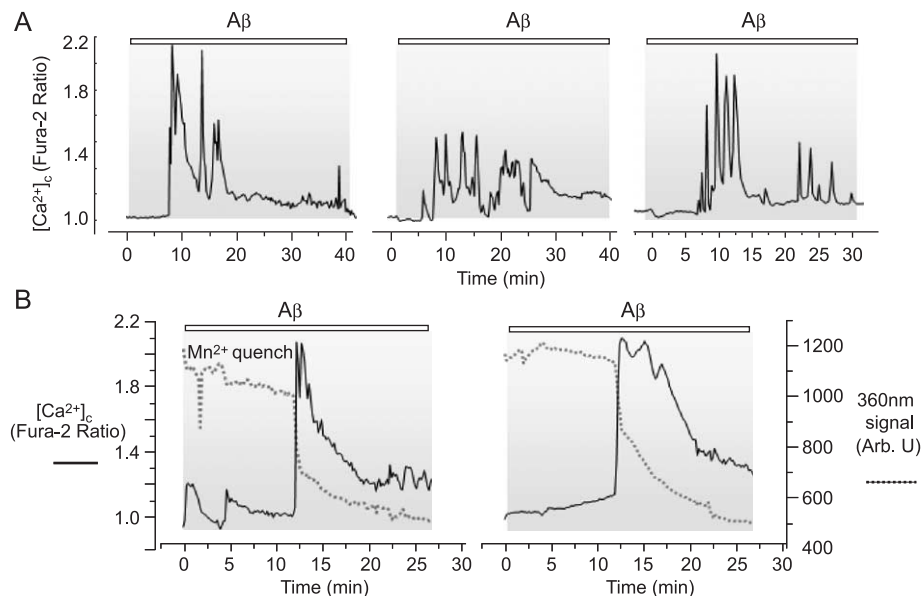 A
Aβ
Aβ
Aβ
[Ca²⁺]c (Fura-2 Ratio)
2.2
1.8
1.4
1.0
0 10 20 30 40
0 10 20 30 40
0 5 10 15 20 25 30
Time (min)
B
Aβ
Aβ
Mn²⁺ quench
[Ca²⁺]c
(Fura-2 Ratio)
2.2
1.8
1.4
1.0
1200
1000
800
600
400
360nm
signal
(Arb. U)
0 5 10 15 20 25 30
0 5 10 15 20 25 30
Time (min)
Time (min)